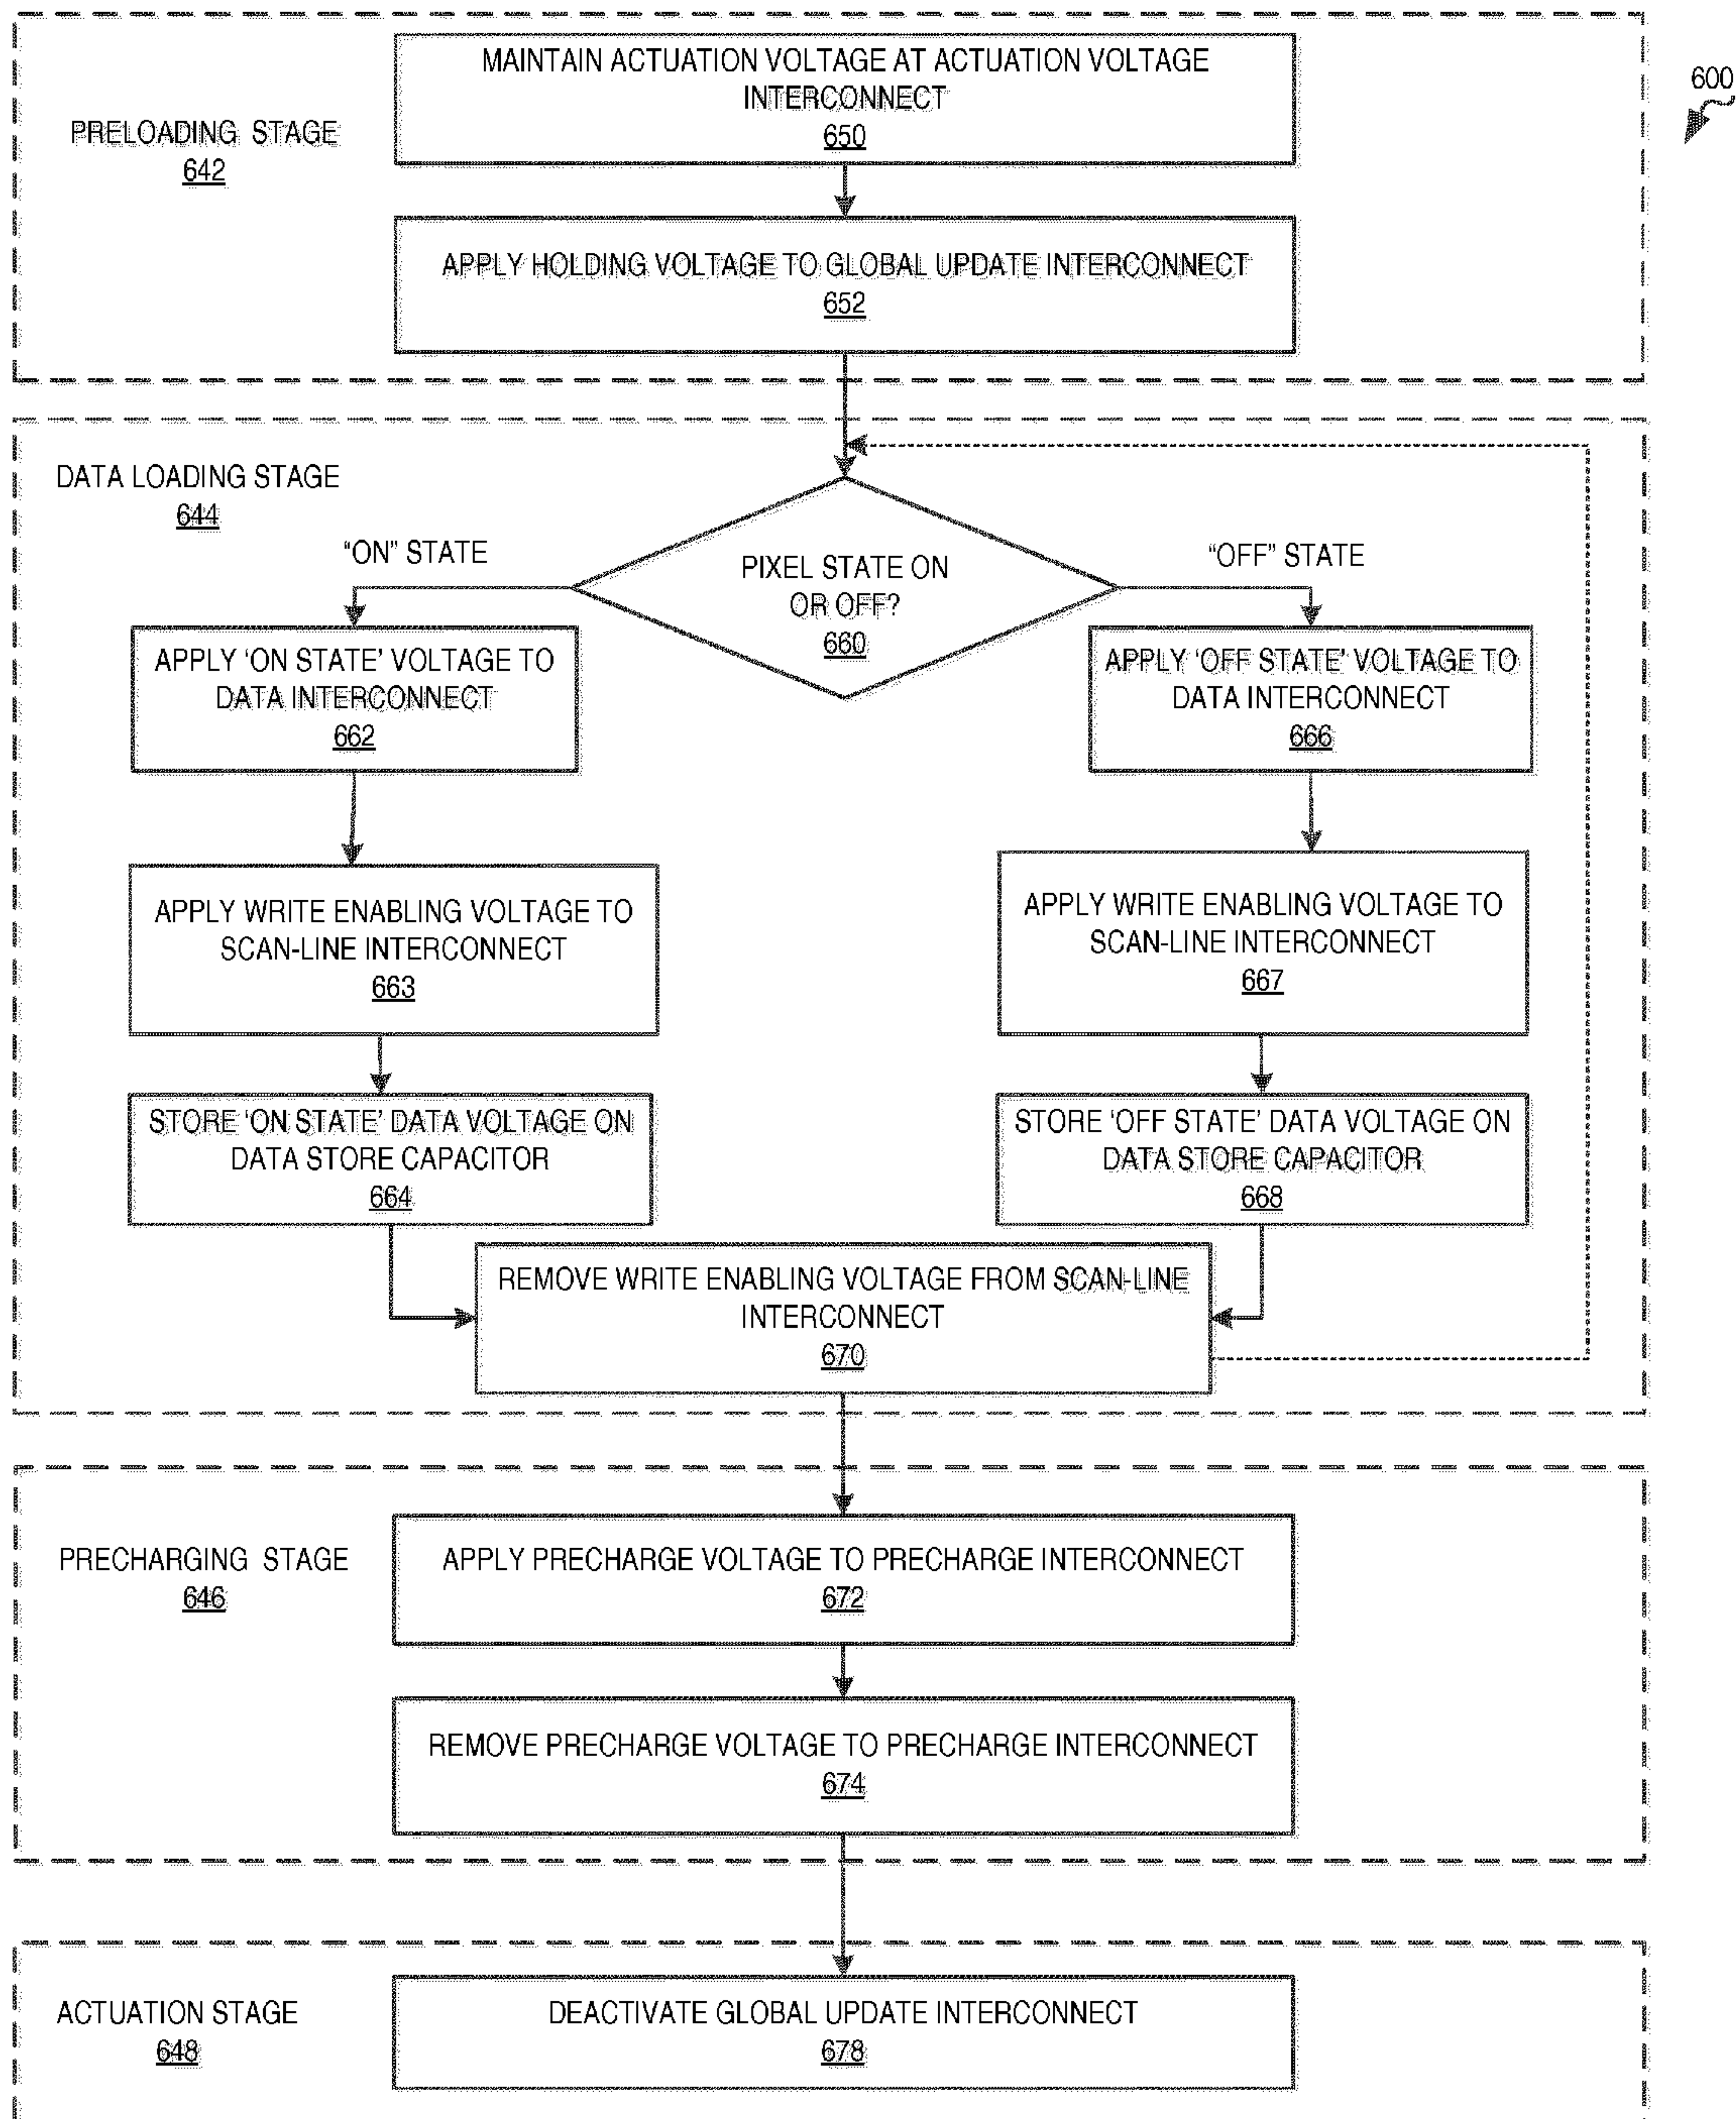 MAINTAIN ACTUATION VOLTAGE AT ACTUATION VOLTAGE
INTERCONNECT
650
600
PRELOADING STAGE
642
APPLY HOLDING VOLTAGE TO GLOBAL UPDATE INTERCONNECT
652
DATA LOADING STAGE
644
“ON” STATE
“OFF” STATE
PIXEL STATE ON
OR OFF?
660
APPLY ‘ON STATE’ VOLTAGE TO
DATA INTERCONNECT
662
APPLY ‘OFF STATE’ VOLTAGE TO
DATA INTERCONNECT
666
APPLY WRITE ENABLING VOLTAGE TO
SCAN-LINE INTERCONNECT
663
APPLY WRITE ENABLING VOLTAGE TO
SCAN-LINE INTERCONNECT
667
STORE ‘ON STATE’ DATA VOLTAGE ON
DATA STORE CAPACITOR
664
STORE ‘OFF STATE’ DATA VOLTAGE ON
DATA STORE CAPACITOR
668
REMOVE WRITE ENABLING VOLTAGE FROM SCAN-LINE
INTERCONNECT
670
PRECHARGING STAGE
646
APPLY PRECHARGE VOLTAGE TO PRECHARGE INTERCONNECT
672
REMOVE PRECHARGE VOLTAGE TO PRECHARGE INTERCONNECT
674
ACTUATION STAGE
648
DEACTIVATE GLOBAL UPDATE INTERCONNECT
678